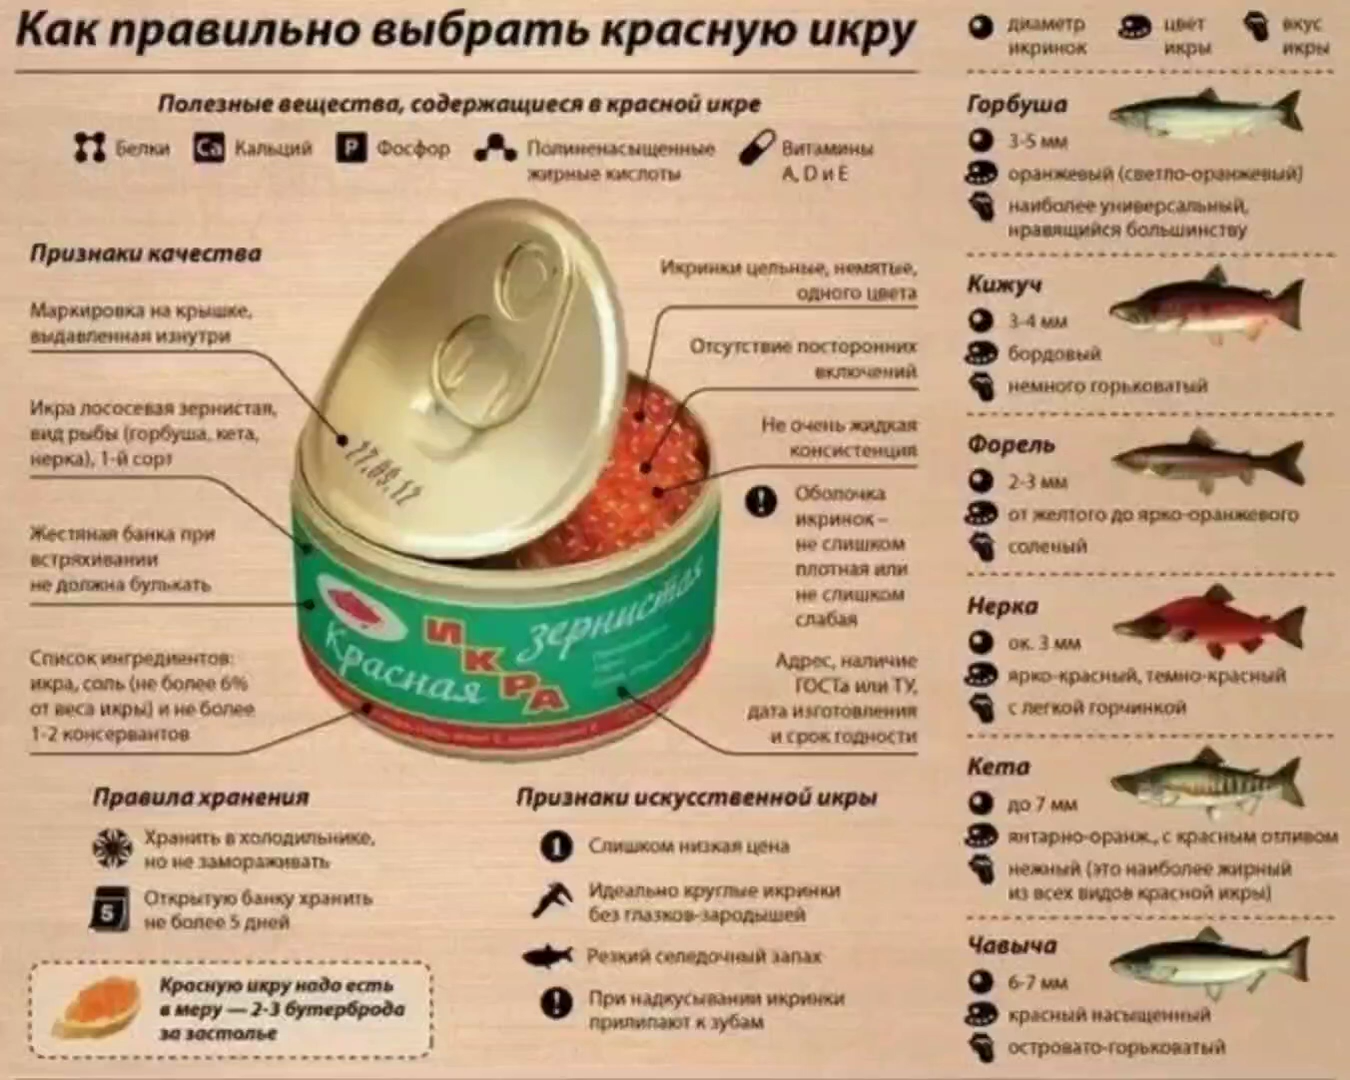 Как правильно выбрать красную икру
Полезные вещества, содержащиеся в красной икре
Белки
Ca Кальций
P Фосфор
Полиненасыщенные
жирные кислоты
Витамины
A, D и E
Признаки качества
Маркировка на крышке,
выдавленная изнутри
Икра лососевая зернистая,
вид рыбы (горбуша, кета,
нерка), 1-й сорт
Жестяная банка при
встряхивании
не должна булькать
Список ингредиентов:
икра, соль (не более 6%
от веса икры) и не более
1-2 консервантов
27.09.12
Красная
ИКРА
зернистая
Икринки цельные, немятые,
одного цвета
Отсутствие посторонних
включений
Не очень жидкая
консистенция
Оболочка
икринок –
не слишком
плотная или
не слишком
слабая
Адрес, наличие
ГОСТа или ТУ,
дата изготовления
и срок годности
Правила хранения
Хранить в холодильнике,
но не замораживать
5
Открытую банку хранить
не более 5 дней
Красную икру надо есть
в меру — 2-3 бутерброда
за застолье
Признаки искусственной икры
Слишком низкая цена
Идеально круглые икринки
без глазков-зародышей
Резкий селедочный запах
При надкусывании икринки
прилипают к зубам
диаметр
икринок
цвет
икры
вкус
икры
Горбуша
3-5 мм
оранжевый (светло-оранжевый)
наиболее универсальный,
нравящийся большинству
Кижуч
3-4 мм
бордовый
немного горьковатый
Форель
2-3 мм
от желтого до ярко-оранжевого
соленый
Нерка
ок. 3 мм
ярко-красный, темно-красный
с легкой горчинкой
Кета
до 7 мм
янтарно-оранж., с красным отливом
нежный (это наиболее жирный
из всех видов красной икры)
Чавыча
6-7 мм
красный насыщенный
островато-горьковатый